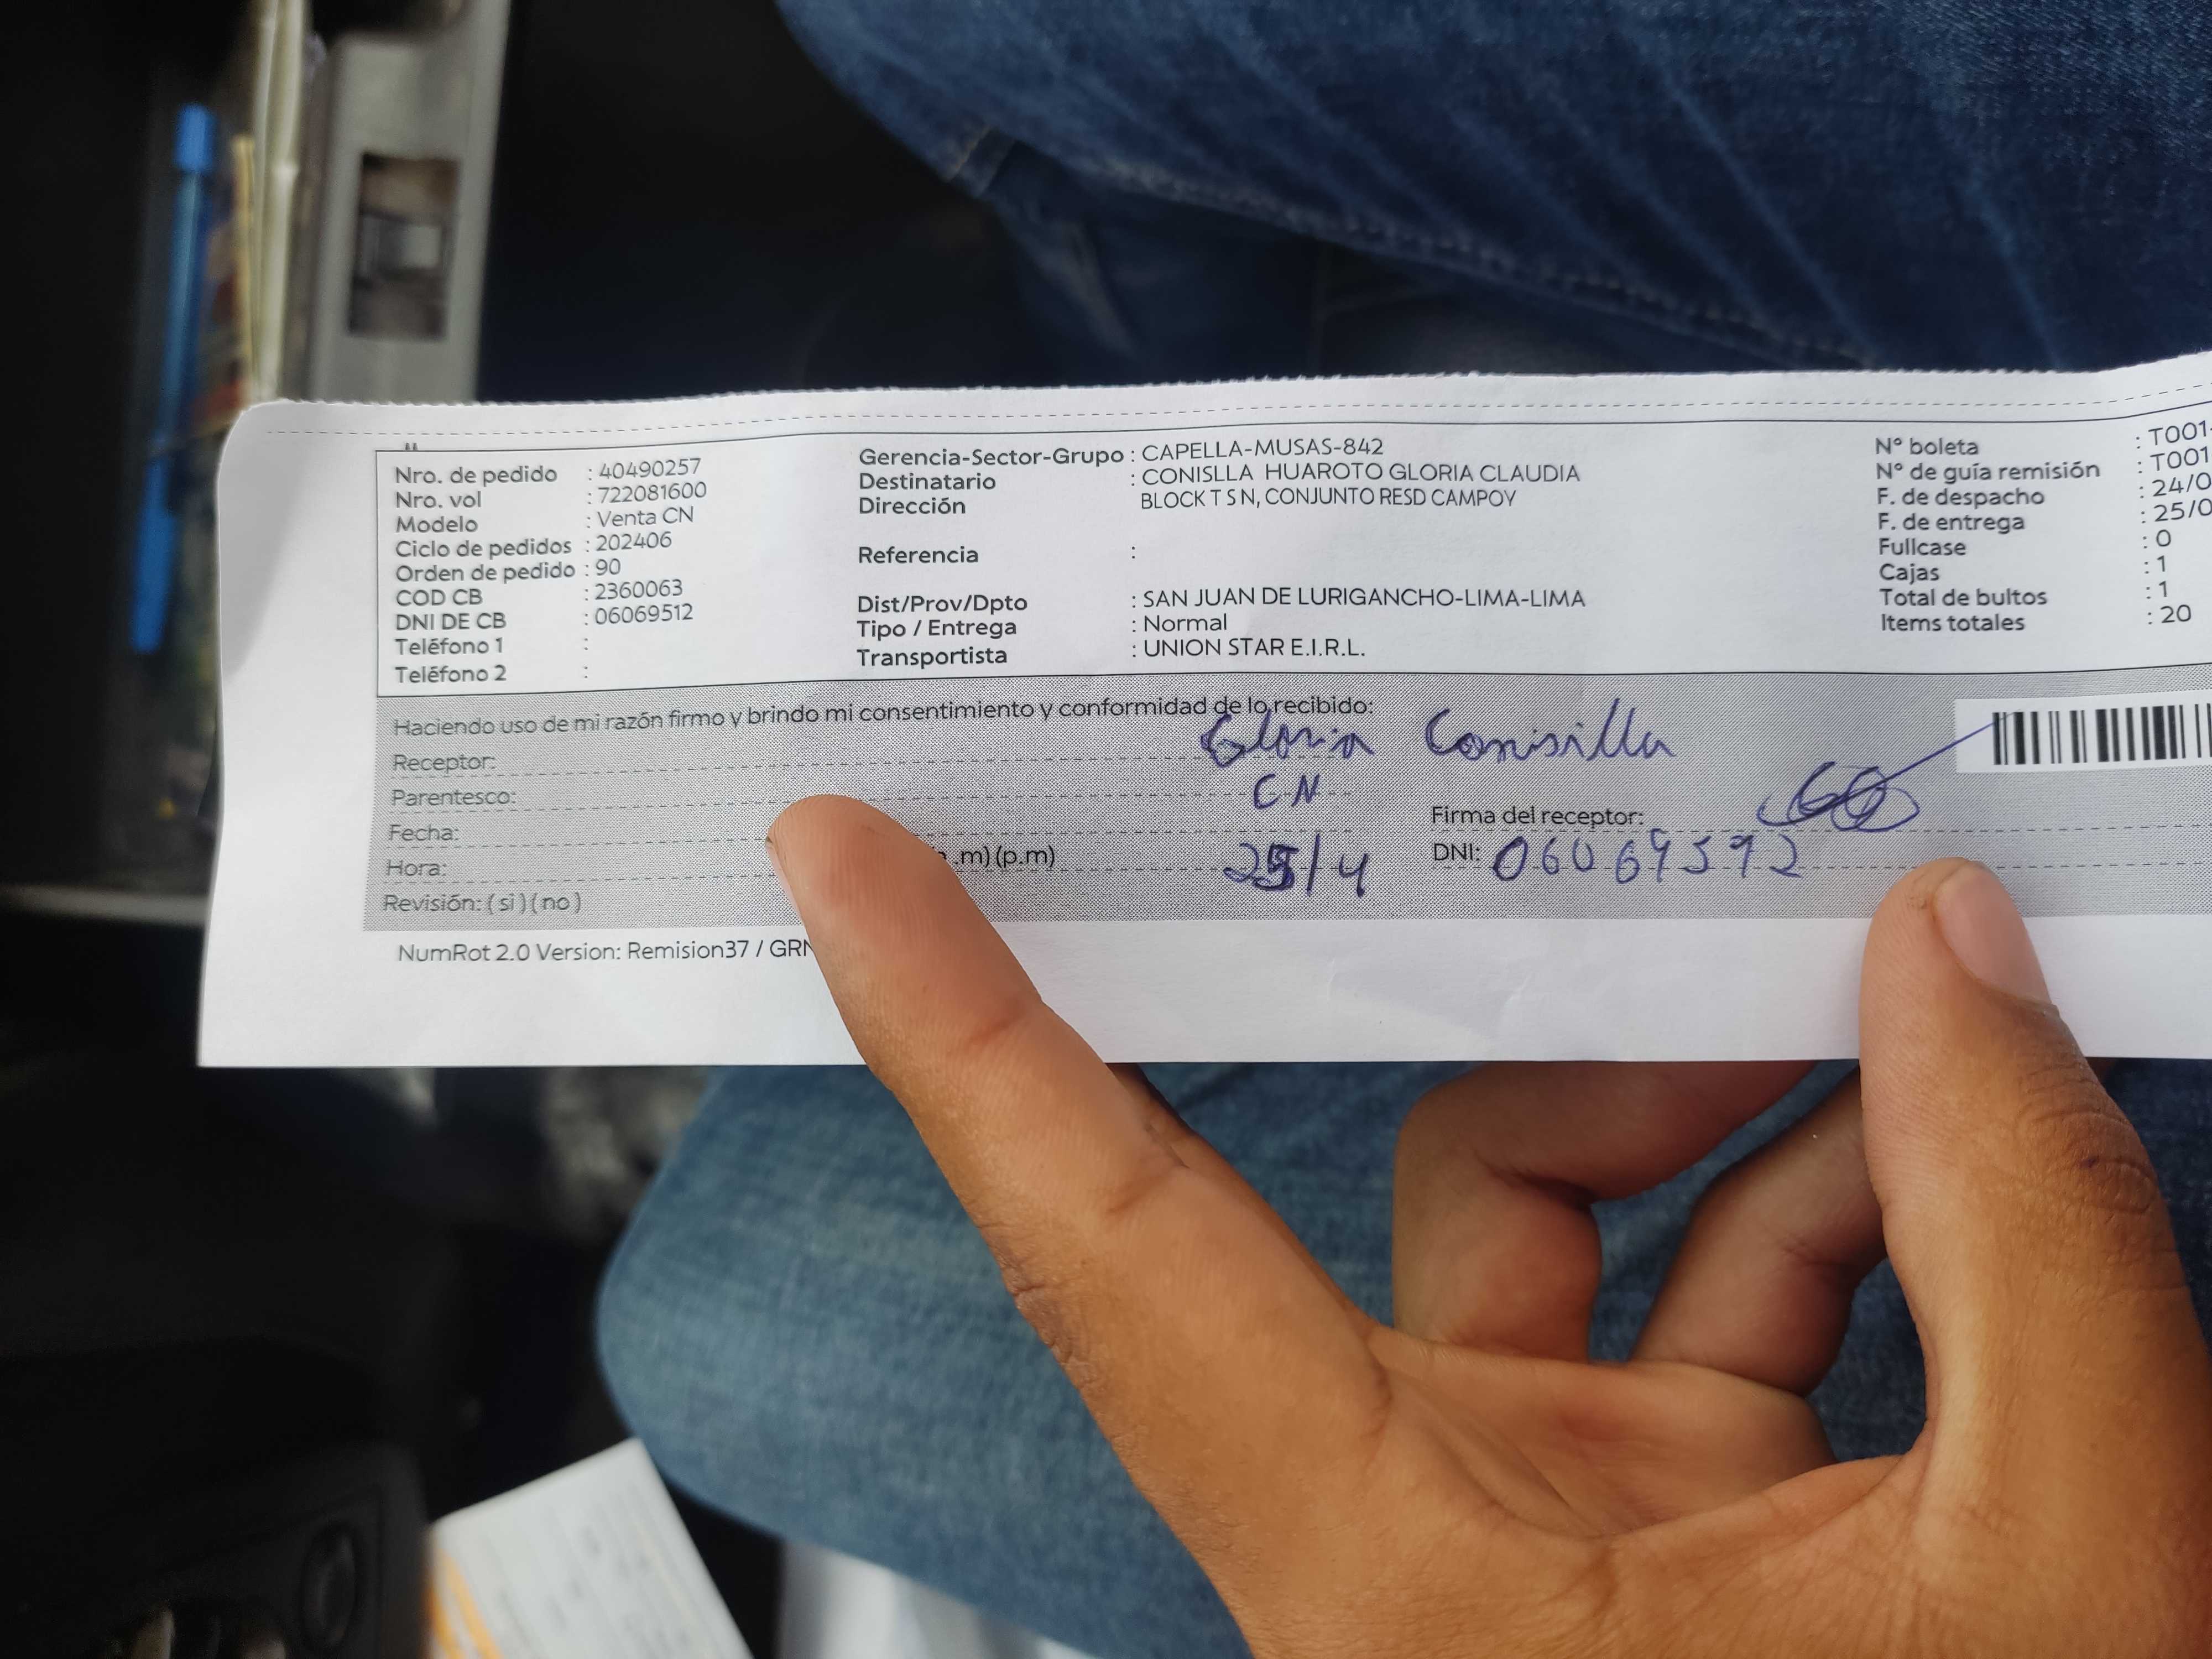 Nro. de pedido : 40490257
Nro. vol : 722081600
Modelo : Venta CN
Ciclo de pedidos : 202406
Orden de pedido : 90
COD CB : 2360063
DNI DE CB : 06069512
Teléfono 1 :
Teléfono 2 :
Gerencia-Sector-Grupo : CAPELLA-MUSAS-842
Destinatario : CONISLLA HUAROTO GLORIA CLAUDIA
Dirección BLOCK T S N, CONJUNTO RESD CAMPOY
Referencia :
Dist/Prov/Dpto : SAN JUAN DE LURIGANCHO-LIMA-LIMA
Tipo / Entrega : Normal
Transportista : UNION STAR E.I.R.L.
N° boleta : T001-
N° de guía remisión : T001
F. de despacho : 24/0
F. de entrega : 25/0
Fullcase : 0
Cajas : 1
Total de bultos : 1
Items totales : 20
Haciendo uso de mi razón firmo y brindo mi consentimiento y conformidad de lo recibido:
Receptor: Gloria Conisilla
Parentesco: CN
Fecha:
Hora: .m) (p.m) 25/4
Revisión: ( si ) ( no )
Firma del receptor:
DNI: 06069592
NumRot 2.0 Version: Remision37 / GRN